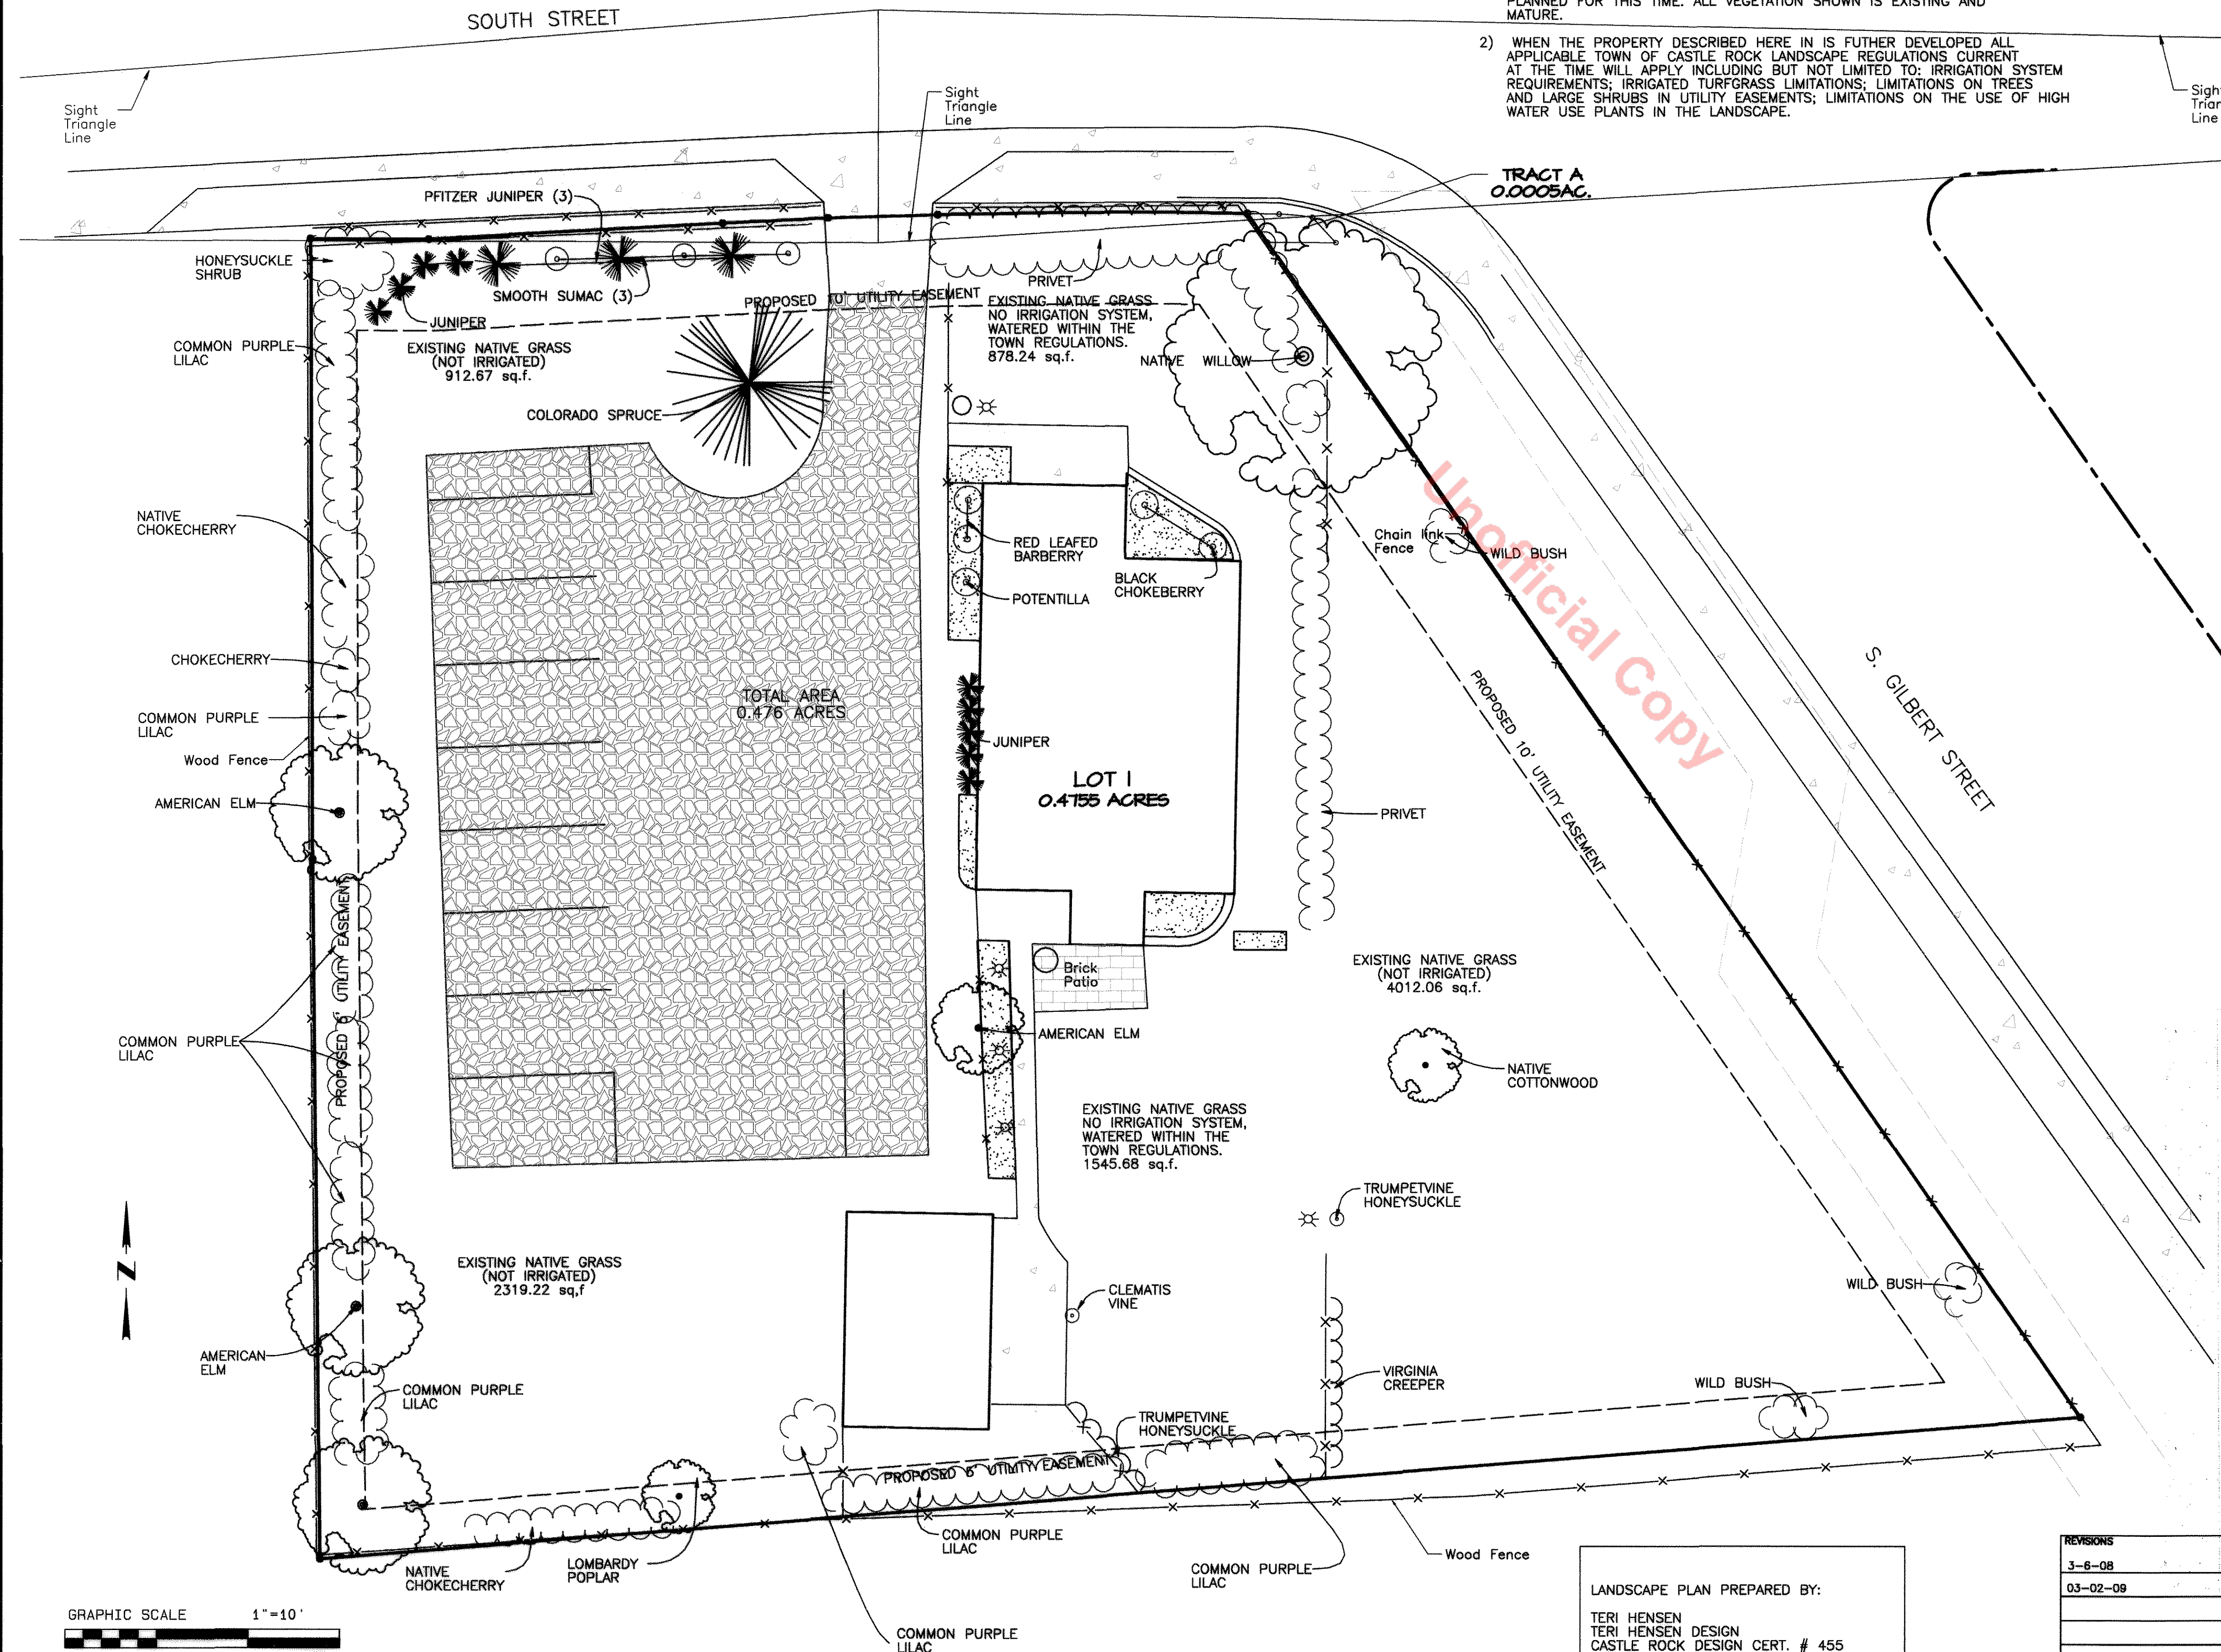 SOUTH STREET
PLANNED FOR THIS TIME. ALL VEGETATION SHOWN IS EXISTING AND
MATURE.
2) WHEN THE PROPERTY DESCRIBED HERE IN IS FUTHER DEVELOPED ALL
APPLICABLE TOWN OF CASTLE ROCK LANDSCAPE REGULATIONS CURRENT
AT THE TIME WILL APPLY INCLUDING BUT NOT LIMITED TO: IRRIGATION SYSTEM
REQUIREMENTS; IRRIGATED TURFGRASS LIMITATIONS; LIMITATIONS ON TREES
AND LARGE SHRUBS IN UTILITY EASEMENTS; LIMITATIONS ON THE USE OF HIGH
WATER USE PLANTS IN THE LANDSCAPE.
Sight
Triangle
Line
Sight
Triangle
Line
Line
TRACT A
0.0005AC.
PFITZER JUNIPER (3)
HONEYSUCKLE
SHRUB
SMOOTH SUMAC (3)
JUNIPER
PROPOSED 10' UTILITY EASEMENT
PRIVET
EXISTING NATIVE GRASS
NO IRRIGATION SYSTEM,
WATERED WITHIN THE
TOWN REGULATIONS.
878.24 sq.f.
COMMON PURPLE
LILAC
EXISTING NATIVE GRASS
(NOT IRRIGATED)
912.67 sq.f.
NATIVE WILLOW
COLORADO SPRUCE
NATIVE
CHOKECHERRY
RED LEAFED
BARBERRY
Chain link
Fence
WILD BUSH
BLACK
CHOKEBERRY
POTENTILLA
Unofficial Copy
CHOKECHERRY
COMMON PURPLE
LILAC
TOTAL AREA
0.476 ACRES
JUNIPER
Wood Fence
AMERICAN ELM
LOT 1
0.4755 ACRES
PRIVET
PROPOSED 10' UTILITY EASEMENT
S. GILBERT STREET
PROPOSED 6' UTILITY EASEMENT
Brick
Patio
EXISTING NATIVE GRASS
(NOT IRRIGATED)
4012.06 sq.f.
COMMON PURPLE
LILAC
AMERICAN ELM
NATIVE
COTTONWOOD
EXISTING NATIVE GRASS
NO IRRIGATION SYSTEM,
WATERED WITHIN THE
TOWN REGULATIONS.
1545.68 sq.f.
TRUMPETVINE
HONEYSUCKLE
N
EXISTING NATIVE GRASS
(NOT IRRIGATED)
2319.22 sq,f
CLEMATIS
VINE
WILD BUSH
AMERICAN
ELM
COMMON PURPLE
LILAC
VIRGINIA
CREEPER
WILD BUSH
TRUMPETVINE
HONEYSUCKLE
PROPOSED 6' UTILITY EASEMENT
COMMON PURPLE
LILAC
Wood Fence
NATIVE
CHOKECHERRY
LOMBARDY
POPLAR
COMMON PURPLE
LILAC
COMMON PURPLE
LILAC
GRAPHIC SCALE 1"=10'
LANDSCAPE PLAN PREPARED BY:
TERI HENSEN
TERI HENSEN DESIGN
CASTLE ROCK DESIGN CERT. # 455
REVISIONS
3-6-08
03-02-09